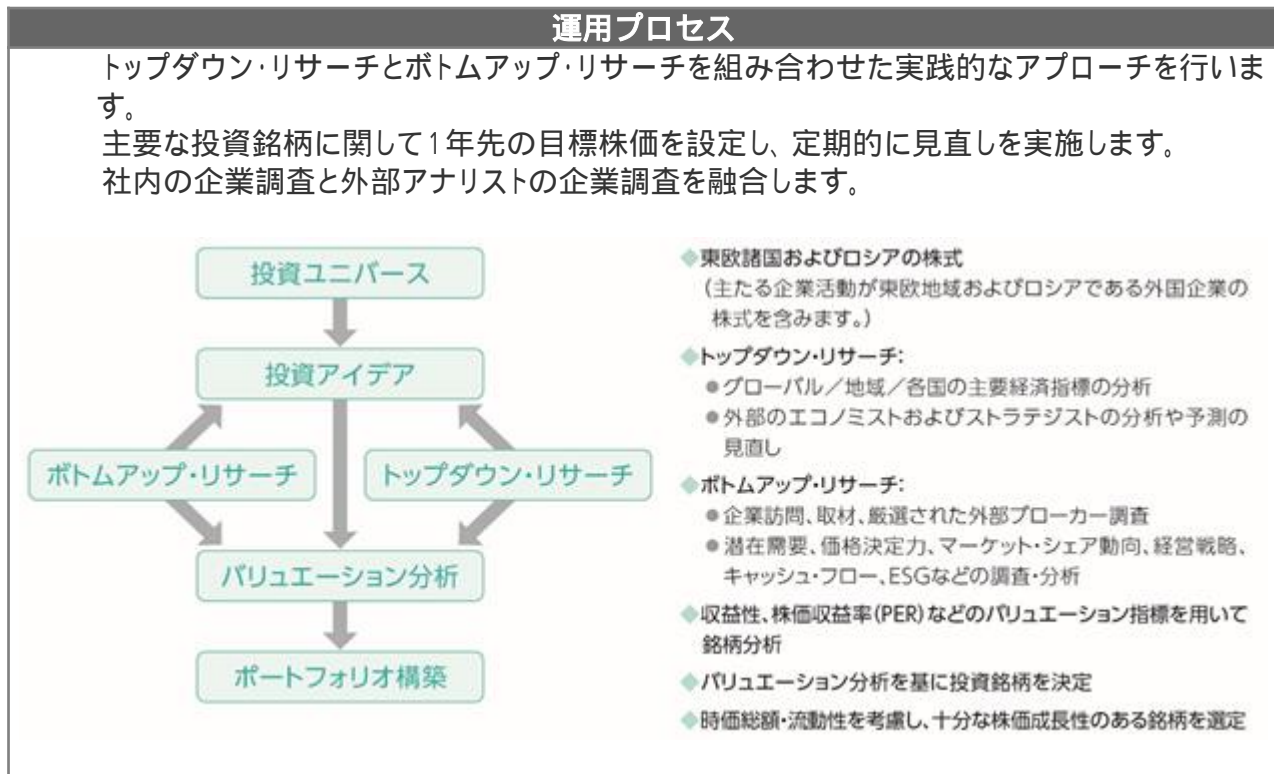 運用プロセス
トップダウン・リサーチとボトムアップ・リサーチを組み合わせた実践的なアプローチを行いま
す。
主要な投資銘柄に関して1年先の目標株価を設定し、定期的に見直しを実施します。
社内の企業調査と外部アナリストの企業調査を融合します。
投資ユニバース
投資アイデア
ボトムアップ・リサーチ
トップダウン・リサーチ
バリュエーション分析
ポートフォリオ構築
◆東欧諸国およびロシアの株式
(主たる企業活動が東欧地域およびロシアである外国企業の
株式を含みます。)
◆トップダウン・リサーチ:
●グローバル/地域/各国の主要経済指標の分析
●外部のエコノミストおよびストラテジストの分析や予測の
見直し
◆ボトムアップ・リサーチ:
●企業訪問、取材、厳選された外部ブローカー調査
●潜在需要、価格決定力、マーケット・シェア動向、経営戦略、
キャッシュ・フロー、ESGなどの調査・分析
◆収益性、株価収益率(PER)などのバリュエーション指標を用いて
銘柄分析
◆バリュエーション分析を基に投資銘柄を決定
◆時価総額・流動性を考慮し、十分な株価成長性のある銘柄を選定